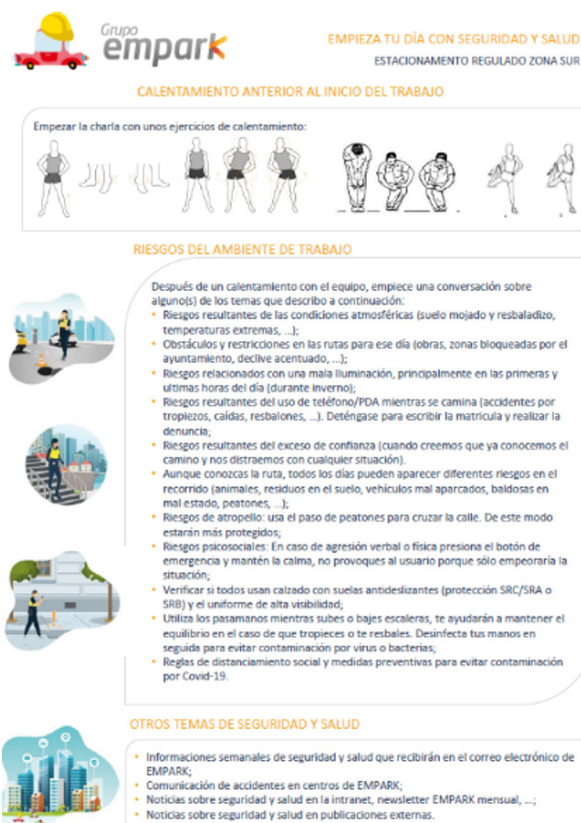 Grupo
empark
EMPIEZA TU DÍA CON SEGURIDAD Y SALUD
ESTACIONAMENTO REGULADO ZONA SUR
CALENTAMIENTO ANTERIOR AL INICIO DEL TRABAJO
Empezar la charla con unos ejercicios de calentamiento:
A
B
RIESGOS DEL AMBIENTE DE TRABAJO
Después de un calentamiento con el equipo, empiece una conversación sobre
alguno(s) de los temas que describo a continuación:
• Riesgos resultantes de las condiciones atmosféricas (suelo mojado y resbaladizo,
temperaturas extremas, ...);
• Obstáculos y restricciones en las rutas para ese día (obras, zonas bloqueadas por el
ayuntamiento, declive acentuado, ...);
• Riesgos relacionados con una mala iluminación, principalmente en las primeras y
ultimas horas del día (durante inverno);
• Riesgos resultantes del uso de teléfono/PDA mientras se camina (accidentes por
tropiezos, caídas, resbalones, ...). Deténgase para escribir la matricula y realizar la
denuncia;
• Riesgos resultantes del exceso de confianza (cuando creemos que ya conocemos el
camino y nos distraemos con cualquier situación).
• Aunque conozcas la ruta, todos los días pueden aparecer diferentes riesgos en el
recorrido (animales, residuos en el suelo, vehículos mal aparcados, baldosas en
mal estado, peatones, ...);
• Riesgos de atropello: usa el paso de peatones para cruzar la calle. De este modo
estarán más protegidos;
• Riesgos psicosociales: En caso de agresión verbal o física presiona el botón de
emergencia y mantén la calma, no provoques al usuario porque sólo empeoraría la
situación;
• Verificar si todos usan calzado con suelas antideslizantes (protección SRC/SRA o
SRB) y el uniforme de alta visibilidad;
• Utiliza los pasamanos mientras subes o bajes escaleras, te ayudarán a mantener el
equilibrio en el caso de que tropieces o te resbales. Desinfecta tus manos en
seguida para evitar contaminación por virus o bacterias;
• Reglas de distanciamiento social y medidas preventivas para evitar contaminación
por Covid-19.
OTROS TEMAS DE SEGURIDAD Y SALUD
• Informaciones semanales de seguridad y salud que recibirán en el correo electrónico de
EMPARK;
• Comunicación de accidentes en centros de EMPARK;
• Noticias sobre seguridad y salud en la intranet, newsletter EMPARK mensual, ...;
• Noticias sobre seguridad y salud en publicaciones externas.